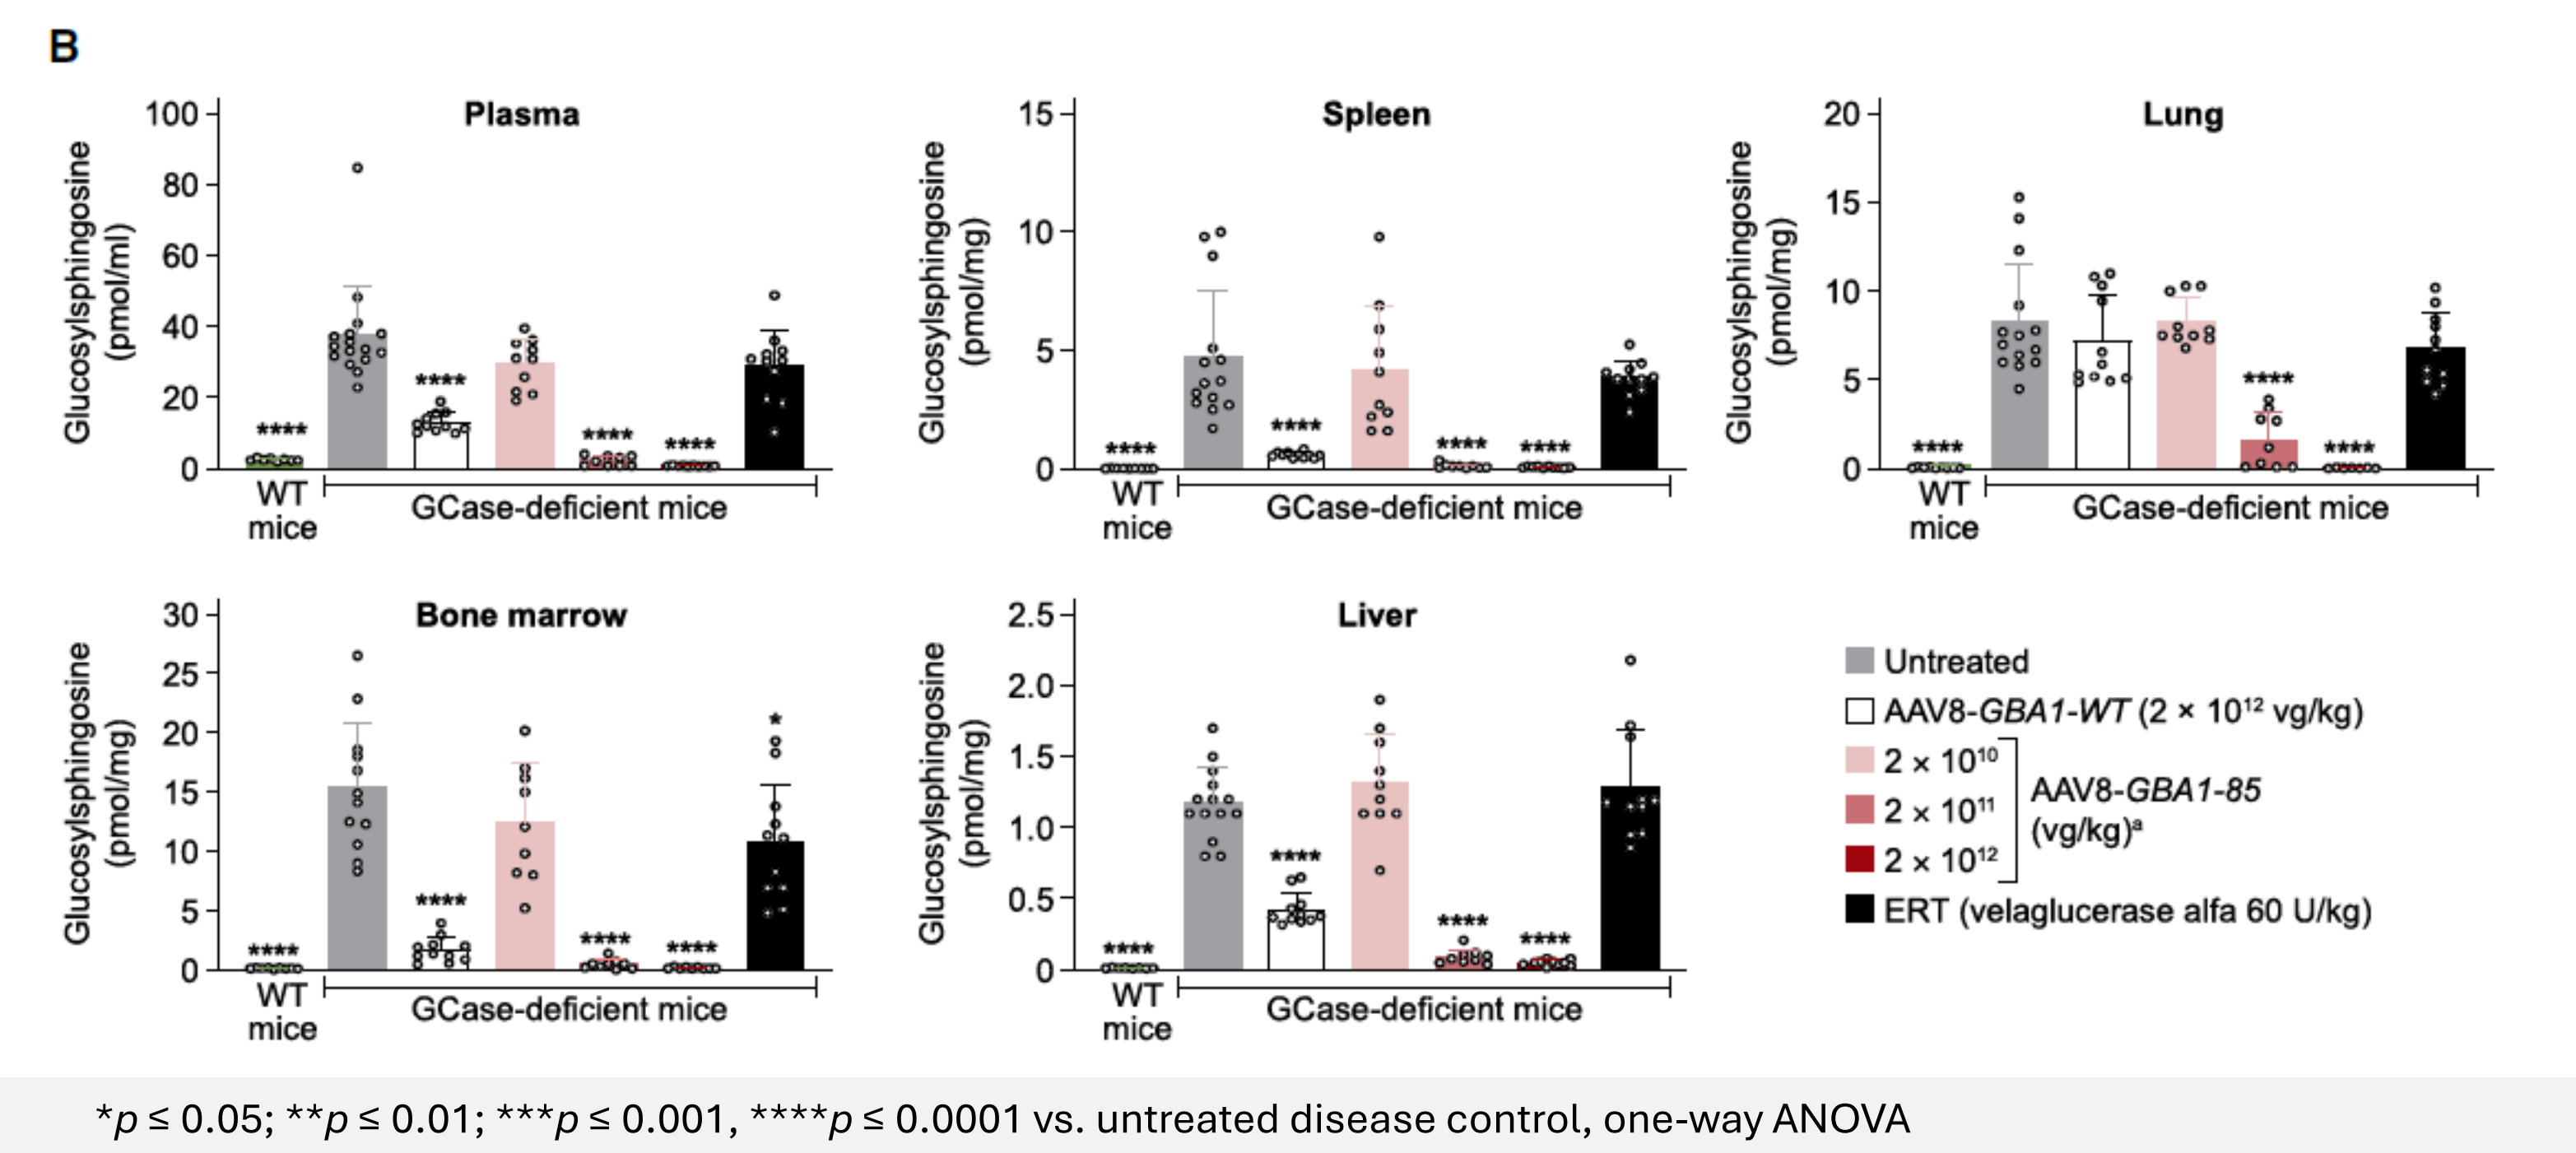 B
Plasma
Glucosylsphingosine
(pmol/ml)
100
80
60
40
20
0
****
****
****
****
WT
mice
GCase-deficient mice
Spleen
Glucosylsphingosine
(pmol/mg)
15
10
5
0
****
****
****
****
WT
mice
GCase-deficient mice
Lung
Glucosylsphingosine
(pmol/mg)
20
15
10
5
0
****
****
****
WT
mice
GCase-deficient mice
Bone marrow
Glucosylsphingosine
(pmol/mg)
30
25
20
15
10
5
0
****
****
****
****
*
WT
mice
GCase-deficient mice
Liver
Glucosylsphingosine
(pmol/mg)
2.5
2.0
1.5
1.0
0.5
0
****
****
****
****
WT
mice
GCase-deficient mice
Untreated
AAV8-GBA1-WT (2 × 10¹² vg/kg)
2 × 10¹⁰
2 × 10¹¹
2 × 10¹²
AAV8-GBA1-85
(vg/kg)ᵃ
ERT (velaglucerase alfa 60 U/kg)
*p ≤ 0.05; **p ≤ 0.01; ***p ≤ 0.001, ****p ≤ 0.0001 vs. untreated disease control, one-way ANOVA